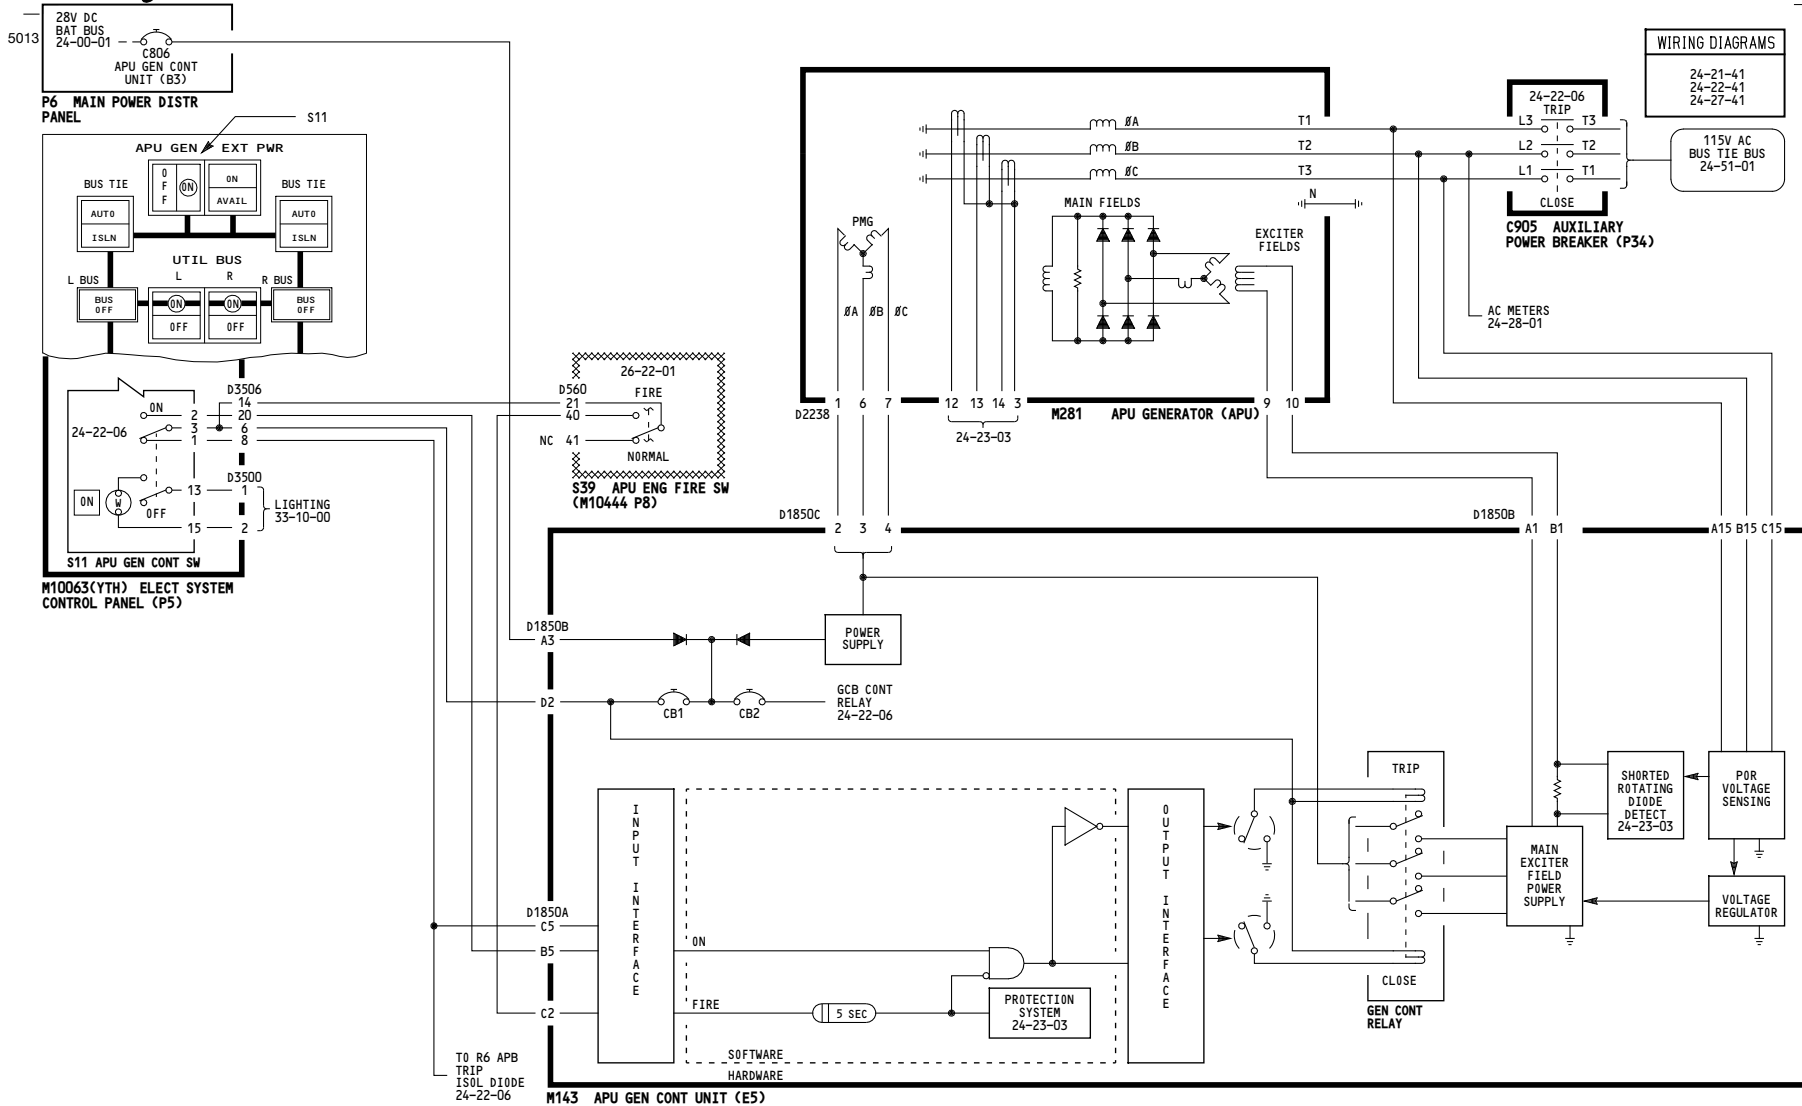 5013
28V DC
BAT BUS
24-00-01
C806
APU GEN CONT
UNIT (B3)
P6 MAIN POWER DISTR
PANEL
S11
APU GEN
EXT PWR
BUS TIE
OFF
ON
ON
AVAIL
BUS TIE
AUTO
ISLN
AUTO
ISLN
UTIL BUS
L
R
L BUS
R BUS
BUS
OFF
ON
OFF
ON
OFF
BUS
OFF
24-22-06
ON
2
3
1
D3506
14
20
6
8
D3500
ON
W
OFF
13
1
15
2
LIGHTING
33-10-00
S11 APU GEN CONT SW
M10063(YTH) ELECT SYSTEM
CONTROL PANEL (P5)
26-22-01
D560
21
40
NC 41
FIRE
NORMAL
S39 APU ENG FIRE SW
(M10444 P8)
ØA
ØB
ØC
T1
T2
T3
N
PMG
ØA ØB ØC
MAIN FIELDS
EXCITER
FIELDS
D2238
1 6 7 12 13 14 3 9 10
24-23-03
M281 APU GENERATOR (APU)
24-22-06
TRIP
L3 T3
L2 T2
L1 T1
CLOSE
C905 AUXILIARY
POWER BREAKER (P34)
WIRING DIAGRAMS
24-21-41
24-22-41
24-27-41
115V AC
BUS TIE BUS
24-51-01
AC METERS
24-28-01
D1850C
2 3 4
D1850B
A1 B1
A15 B15 C15
D1850B
A3
POWER
SUPPLY
D2
CB1
CB2
GCB CONT
RELAY
24-22-06
INPUT INTERFACE
OUTPUT INTERFACE
D1850A
C5
B5
C2
ON
FIRE
5 SEC
PROTECTION
SYSTEM
24-23-03
SOFTWARE
HARDWARE
TRIP
CLOSE
GEN CONT
RELAY
MAIN
EXCITER
FIELD
POWER
SUPPLY
SHORTED
ROTATING
DIODE
DETECT
24-23-03
POR
VOLTAGE
SENSING
VOLTAGE
REGULATOR
TO R6 APB
TRIP
ISOL DIODE
24-22-06
M143 APU GEN CONT UNIT (E5)